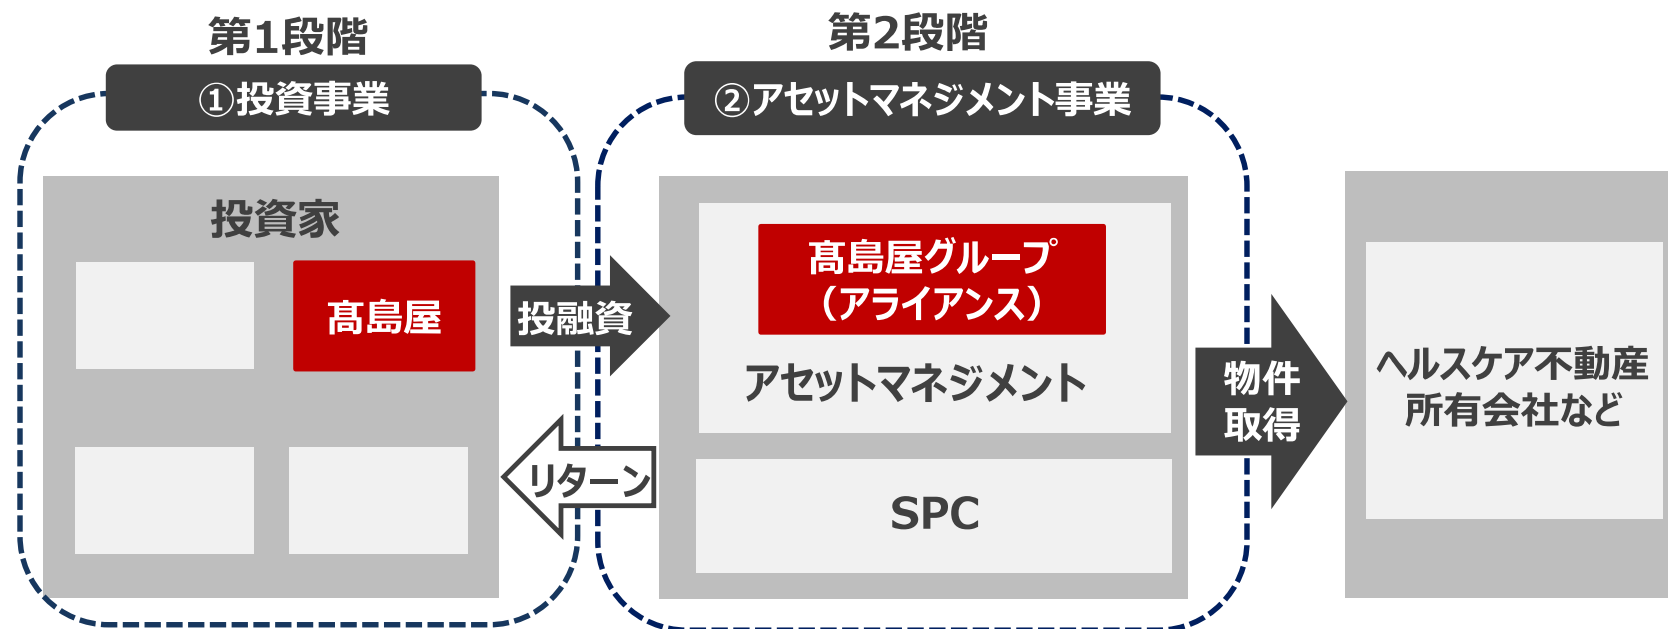 第1段階
①投資事業
投資家
髙島屋
投融資
リターン
第2段階
②アセットマネジメント事業
髙島屋グループ
（アライアンス）
アセットマネジメント
SPC
物件
取得
ヘルスケア不動産
所有会社など